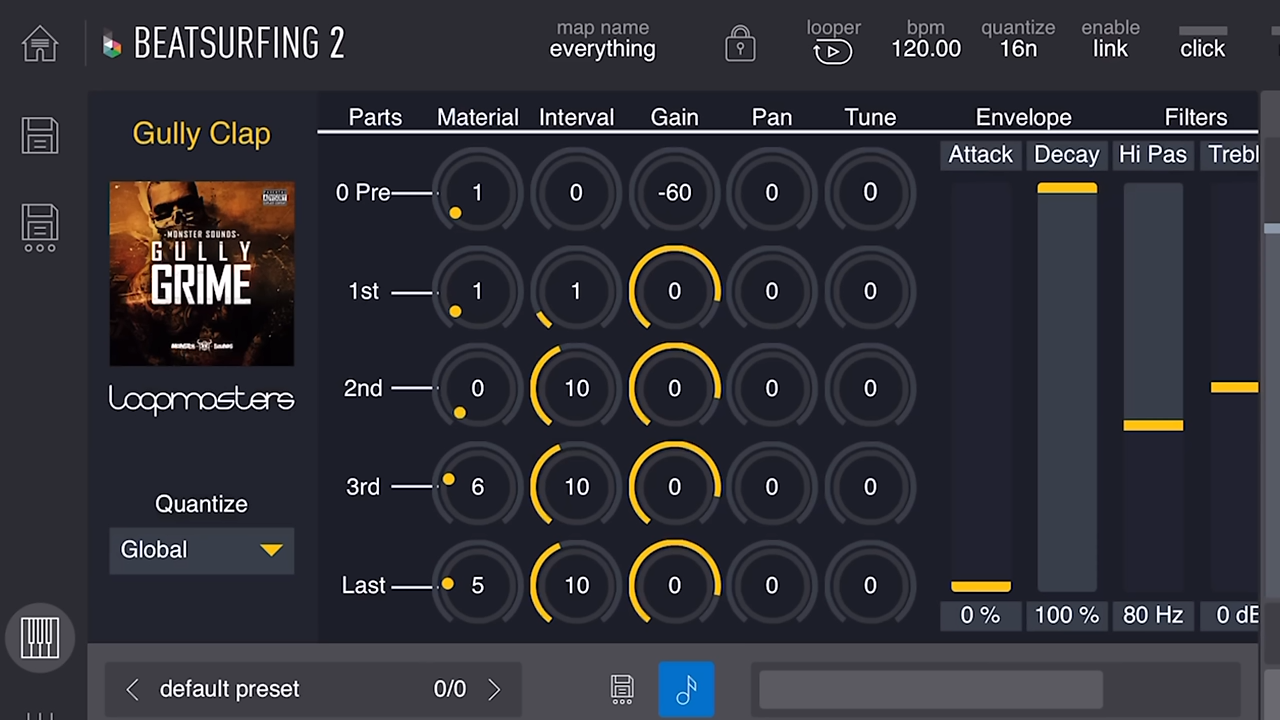 BEATSURFING 2
map name
everything
looper
bpm
120.00
quantize
16n
enable
link
click
Gully Clap
-MONSTER SOUNDS-
GULLY
GRIME
Loopmasters
Quantize
Global
Parts Material Interval Gain Pan Tune Envelope Filters
Attack Decay Hi Pas Trebl
0 Pre 1 0 -60 0 0
1st 1 1 0 0 0
2nd 0 10 0 0 0
3rd 6 10 0 0 0
Last 5 10 0 0 0
0 % 100 % 80 Hz 0 dB
default preset 0/0